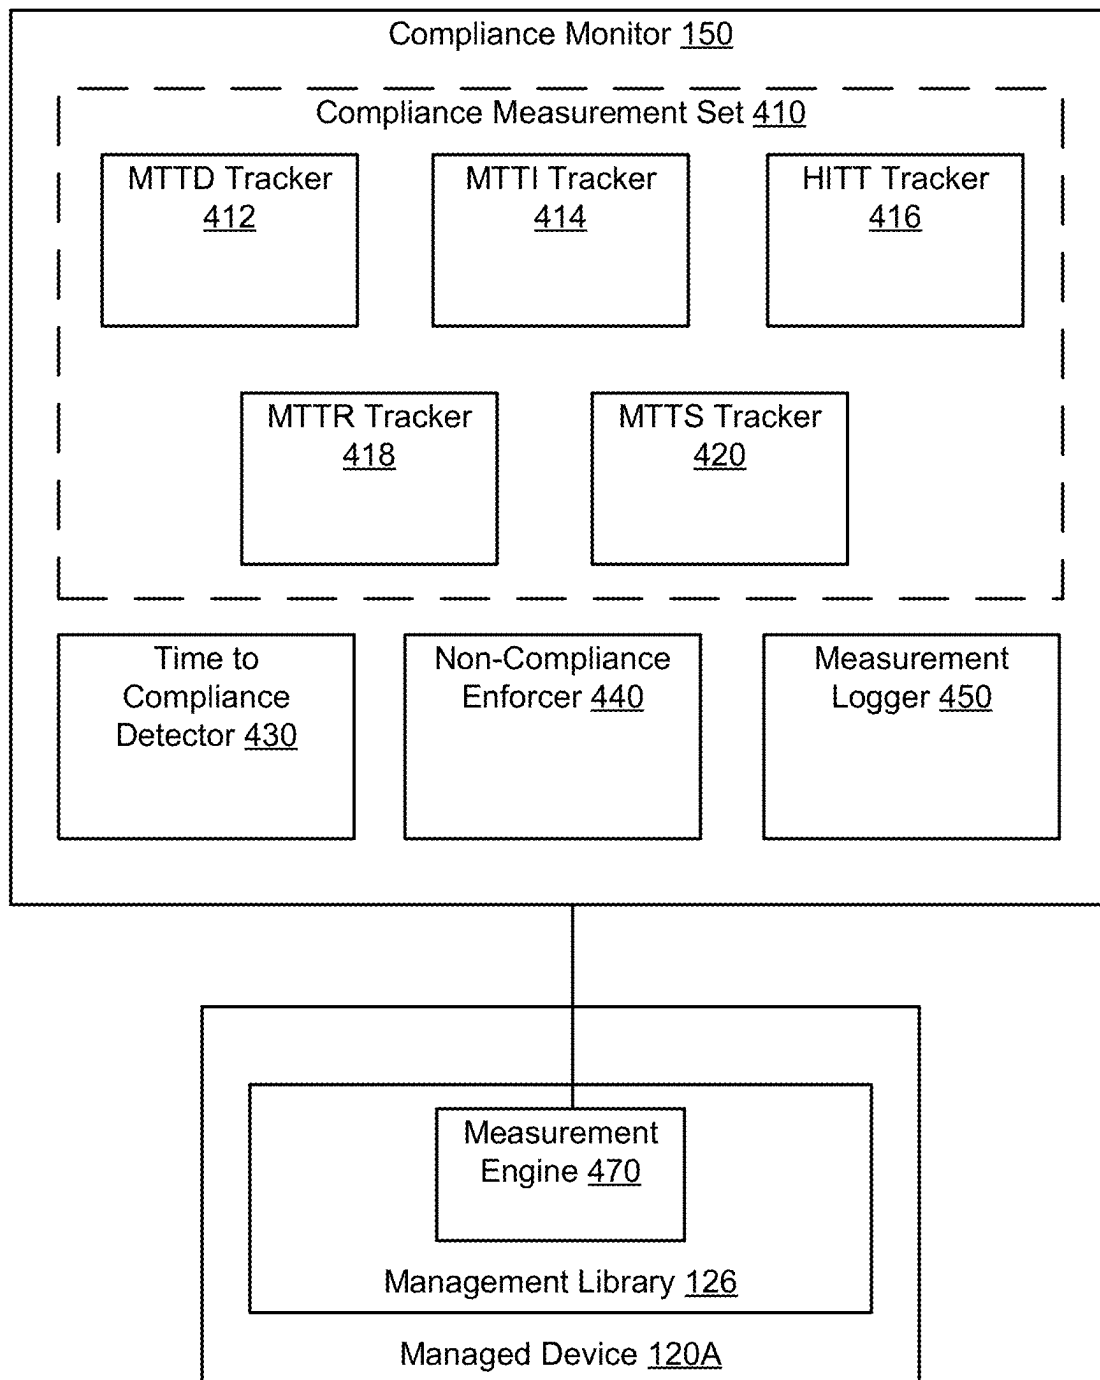 Compliance Monitor 150
Compliance Measurement Set 410
MTTD Tracker
412
MTTI Tracker
414
HITT Tracker
416
MTTR Tracker
418
MTTS Tracker
420
Time to
Compliance
Detector 430
Non-Compliance
Enforcer 440
Measurement
Logger 450
Measurement
Engine 470
Management Library 126
Managed Device 120A